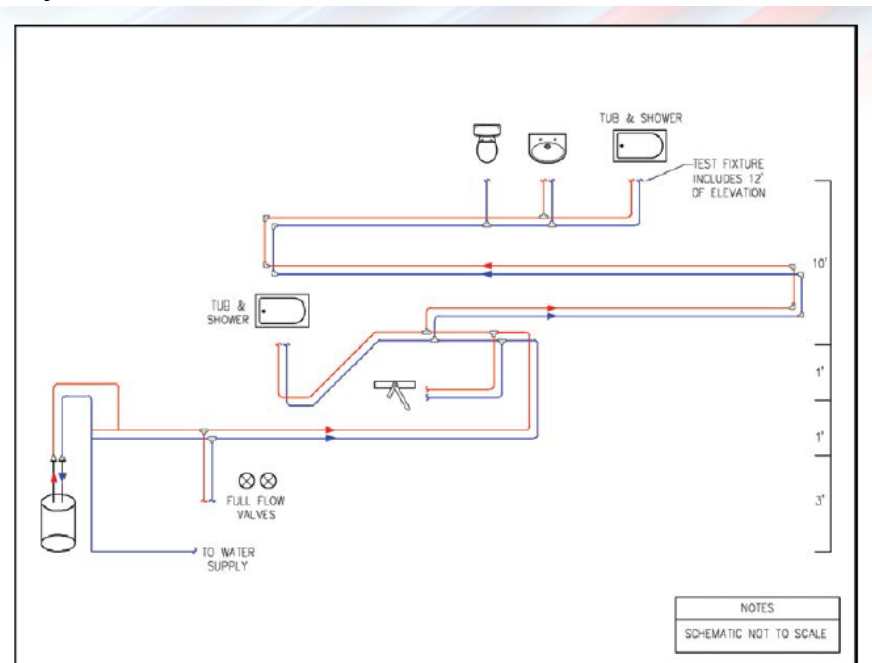 TUB & SHOWER
TEST FIXTURE
INCLUDES 12'
OF ELEVATION
10'
TUB &
SHOWER
1'
1'
3'
FULL FLOW
VALVES
TO WATER
SUPPLY
NOTES
SCHEMATIC NOT TO SCALE